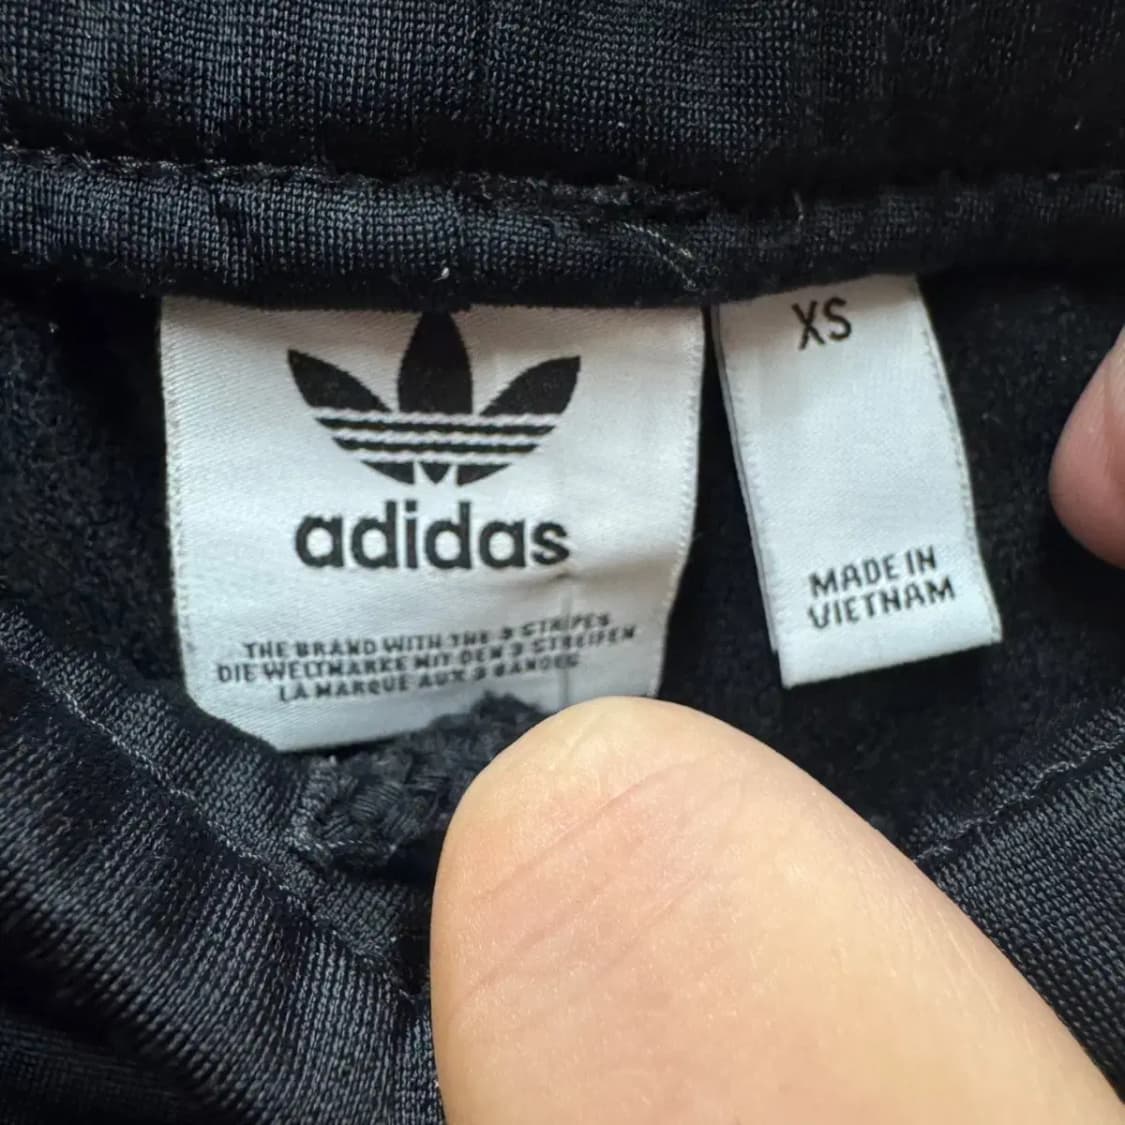 adidas
THE BRAND WITH THE 3 STRIPES
DIE WELTMARKE MIT DEN 3 STREIFEN
LA MARQUE AUX 3 BANDES
XS
MADE IN
VIETNAM